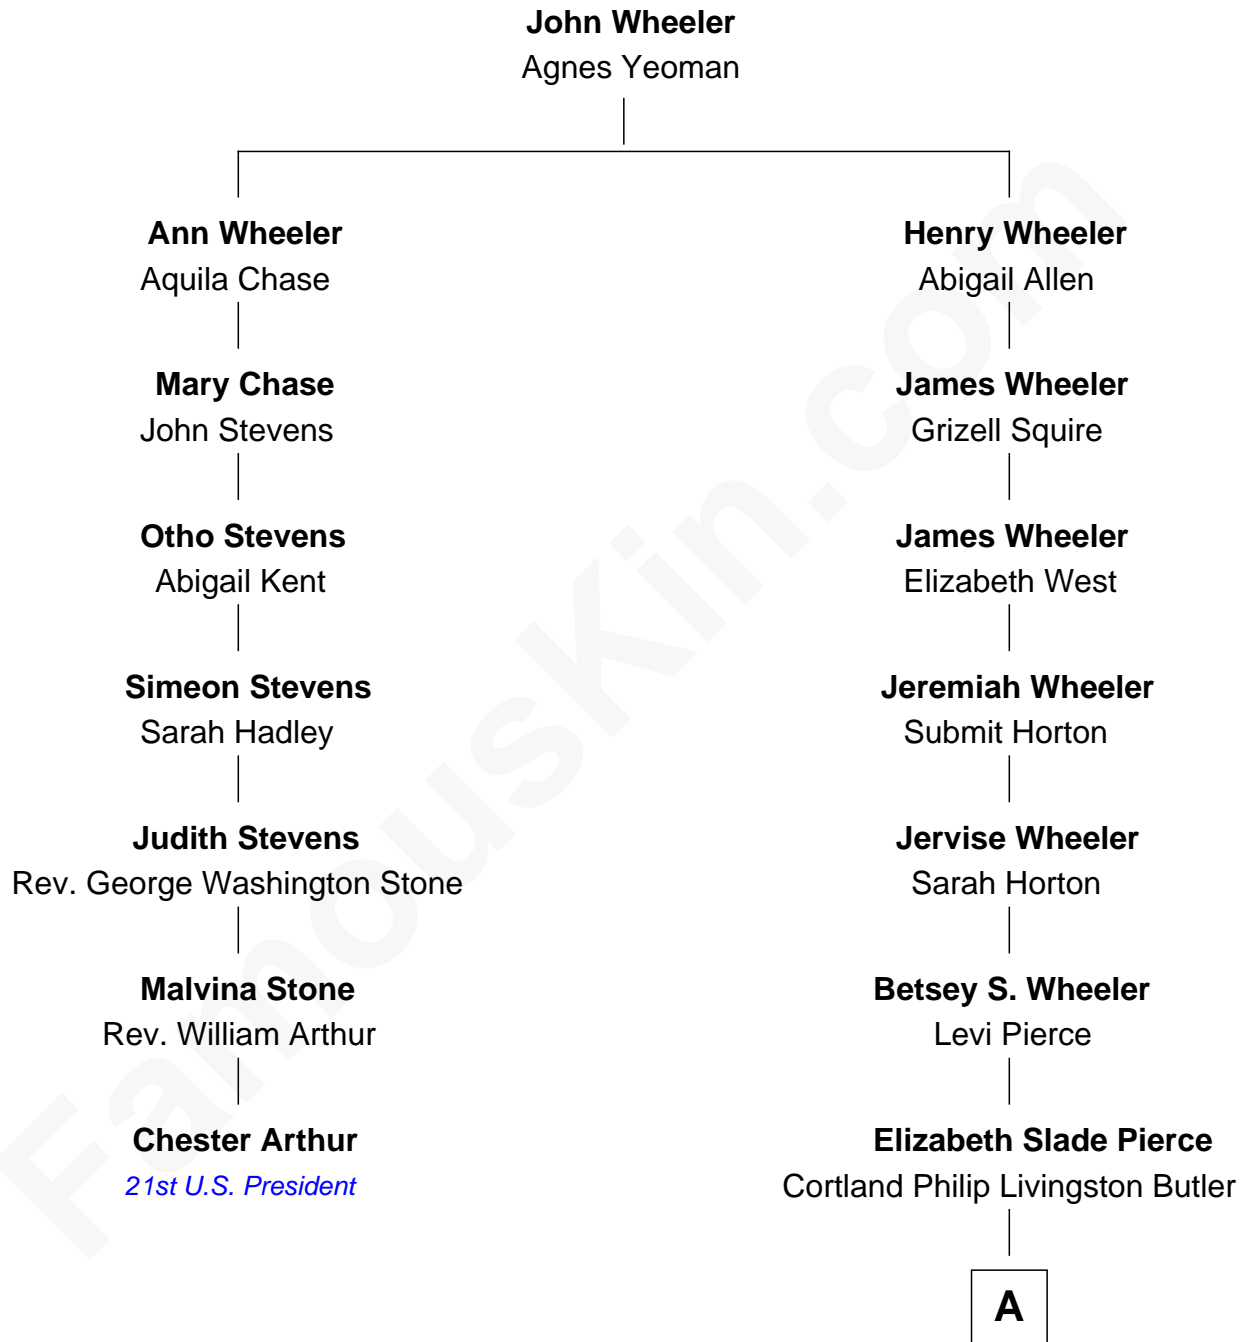 John Wheeler
Agnes Yeoman
Ann Wheeler
Aquila Chase
Mary Chase
John Stevens
Otho Stevens
Abigail Kent
Simeon Stevens
Sarah Hadley
Judith Stevens
Rev. George Washington Stone
Malvina Stone
Rev. William Arthur
Chester Arthur
21st U.S. President
Henry Wheeler
Abigail Allen
James Wheeler
Grizell Squire
James Wheeler
Elizabeth West
Jeremiah Wheeler
Submit Horton
Jervise Wheeler
Sarah Horton
Betsey S. Wheeler
Levi Pierce
Elizabeth Slade Pierce
Cortland Philip Livingston Butler
A
FamousKin.com